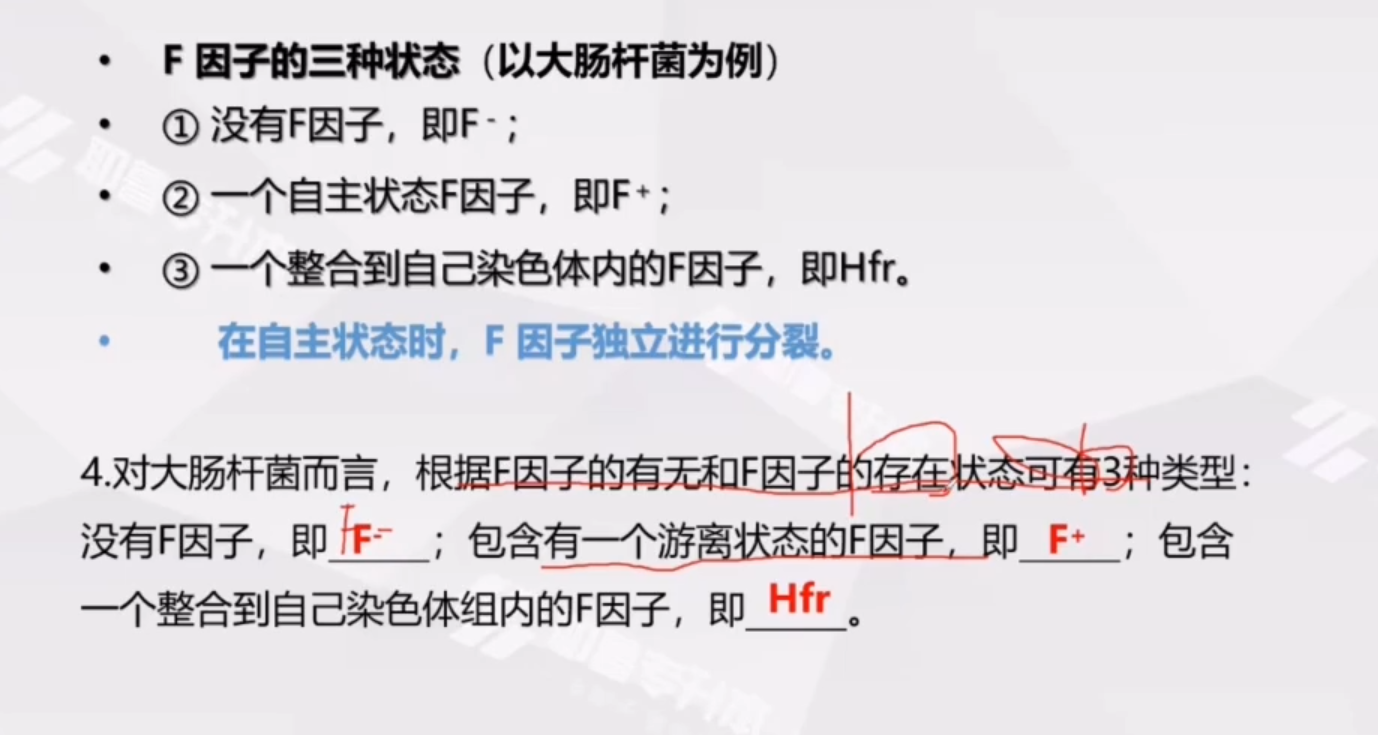 • F 因子的三种状态（以大肠杆菌为例）
• ① 没有F因子，即F⁻；
• ② 一个自主状态F因子，即F⁺；
• ③ 一个整合到自己染色体内的F因子，即Hfr。
• 在自主状态时，F 因子独立进行分裂。
4.对大肠杆菌而言，根据F因子的有无和F因子的存在状态可有3种类型：
没有F因子，即 F⁻ ；包含有一个游离状态的F因子，即 F⁺ ；包含
一个整合到自己染色体组内的F因子，即 Hfr 。